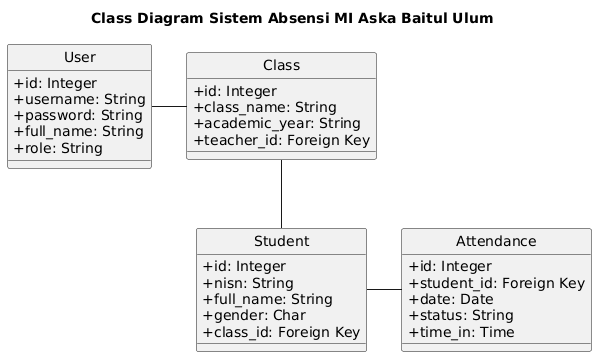 Class Diagram Sistem Absensi MI Aska Baitul Ulum
User
+id: Integer
+username: String
+password: String
+full_name: String
+role: String
Class
+id: Integer
+class_name: String
+academic_year: String
+teacher_id: Foreign Key
Student
+id: Integer
+nisn: String
+full_name: String
+gender: Char
+class_id: Foreign Key
Attendance
+id: Integer
+student_id: Foreign Key
+date: Date
+status: String
+time_in: Time